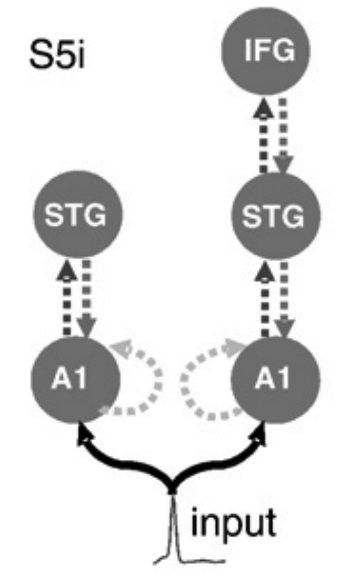 S5i
IFG
STG
STG
A1
A1
input